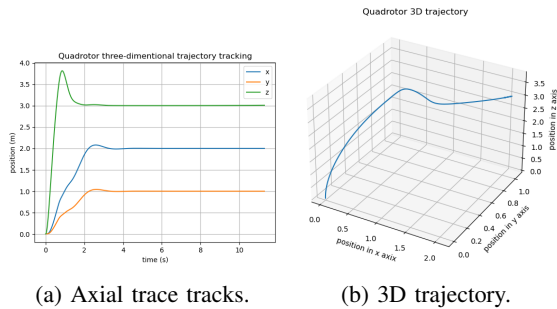 Quadrotor three-dimentional trajectory tracking
4.0
3.5
3.0
2.5
2.0
1.5
1.0
0.5
0.0
position (m)
x
y
z
0
2
4
6
8
10
time (s)
(a) Axial trace tracks.
Quadrotor 3D trajectory
3.5
3.0
2.5
2.0
1.5
1.0
0.5
0.0
position in z axis
1.0
0.8
0.6
0.4
0.2
0.0
position in y axis
0.0
0.5
1.0
1.5
2.0
position in x axix
(b) 3D trajectory.